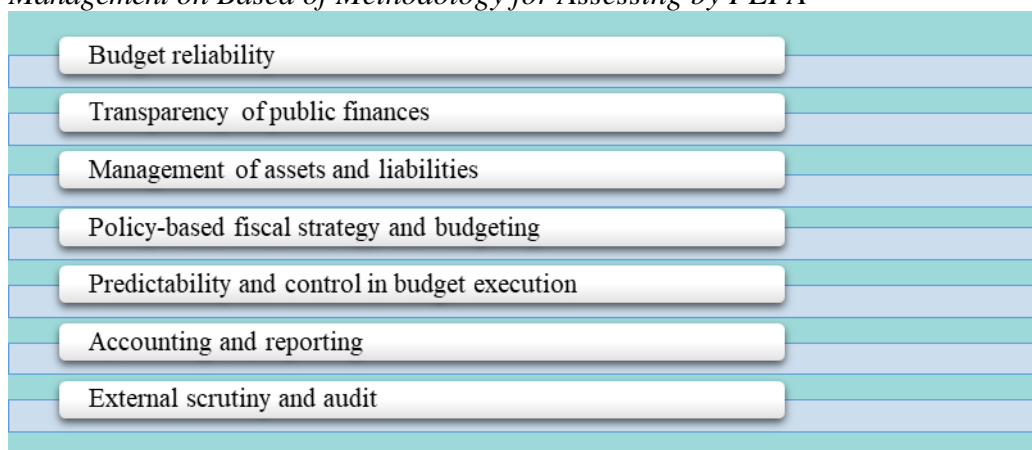 Management on Based of Methodology for Assessing by PEFA
Budget reliability
Transparency of public finances
Management of assets and liabilities
Policy-based fiscal strategy and budgeting
Predictability and control in budget execution
Accounting and reporting
External scrutiny and audit